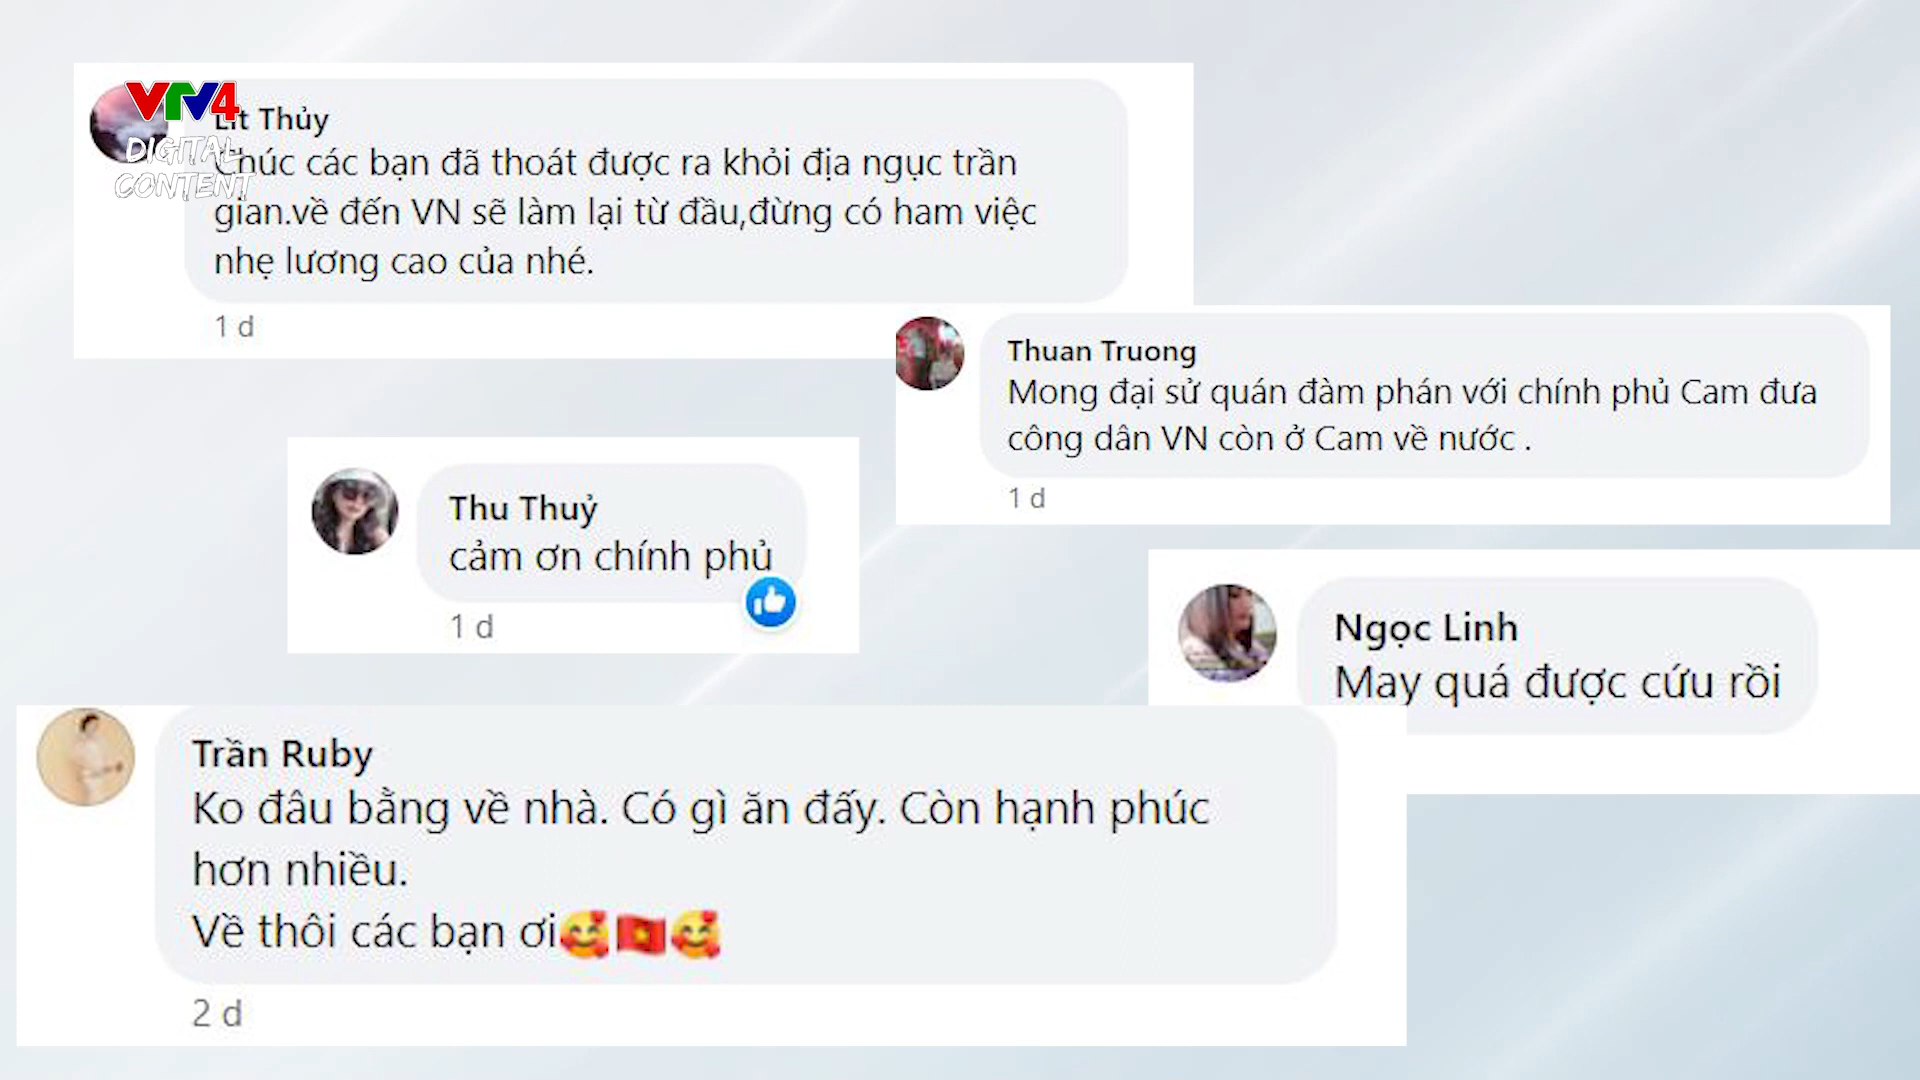 VTV4
DIGITAL
CONTENT
Lit Thủy
Chúc các bạn đã thoát được ra khỏi địa ngục trần
gian.về đến VN sẽ làm lại từ đầu,đừng có ham việc
nhẹ lương cao của nhé.
1 d
Thuan Truong
Mong đại sử quán đàm phán với chính phủ Cam đưa
công dân VN còn ở Cam về nước .
1 d
Thu Thuỷ
cảm ơn chính phủ
1 d
Ngọc Linh
May quá được cứu rồi
Trần Ruby
Ko đâu bằng về nhà. Có gì ăn đấy. Còn hạnh phúc
hơn nhiều.
Về thôi các bạn ơi🥰🇻🇳🥰
2 d